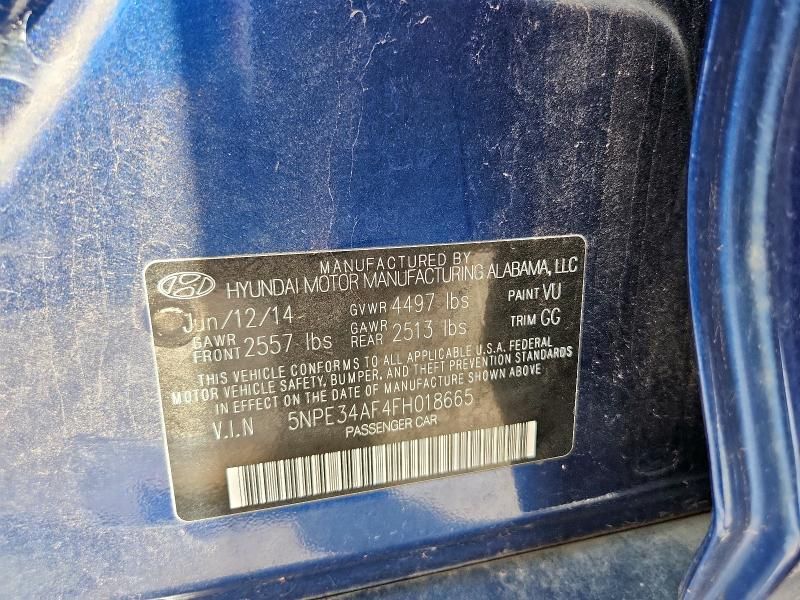 MANUFACTURED BY
HYUNDAI MOTOR MANUFACTURING ALABAMA, LLC
Jun/12/14 GVWR 4497 lbs PAINT VU
GAWR FRONT 2557 lbs GAWR REAR 2513 lbs TRIM GG
THIS VEHICLE CONFORMS TO ALL APPLICABLE U.S.A. FEDERAL
MOTOR VEHICLE SAFETY, BUMPER, AND THEFT PREVENTION STANDARDS
IN EFFECT ON THE DATE OF MANUFACTURE SHOWN ABOVE
V.I.N 5NPE34AF4FH018665
PASSENGER CAR